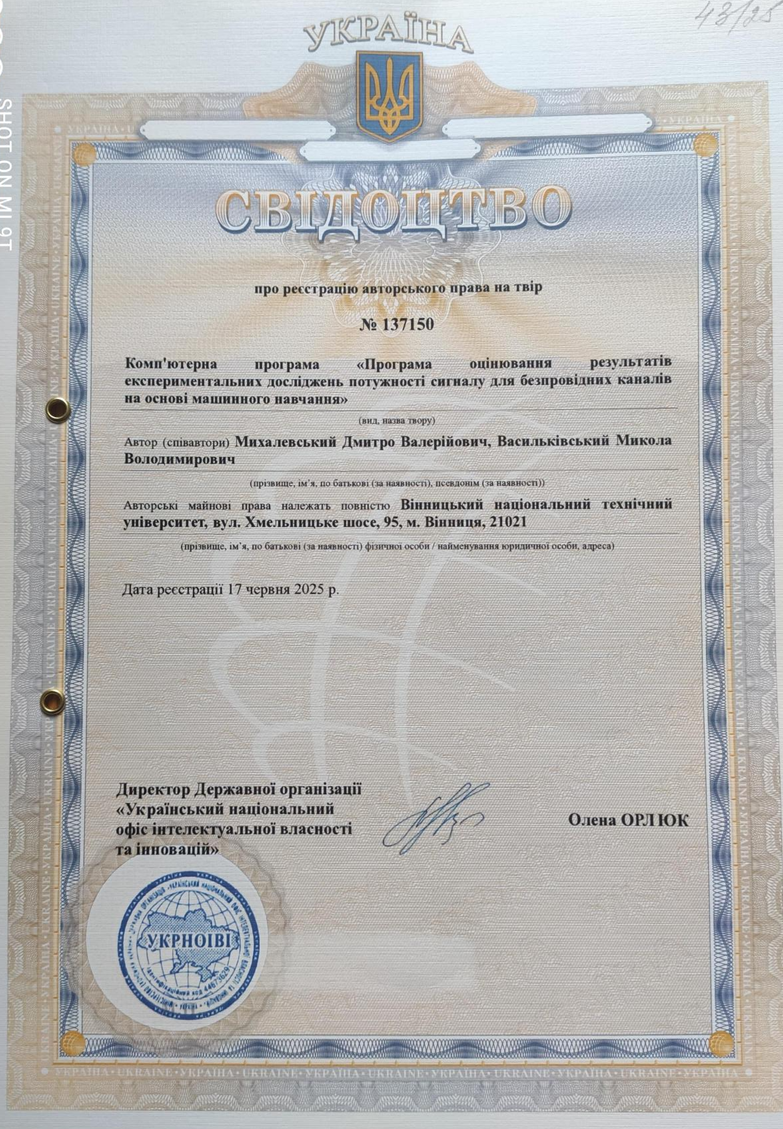 43/25
УКРАЇНА
SHOT ON MI 9T
СВІДОЦТВО
про реєстрацію авторського права на твір
№ 137150
Комп'ютерна програма «Програма оцінювання результатів
експериментальних досліджень потужності сигналу для безпровідних каналів
на основі машинного навчання»
(вид, назва твору)
Автор (співавтори) Михалевський Дмитро Валерійович, Васильківський Микола
Володимирович
(прізвище, ім’я, по батькові (за наявності), псевдонім (за наявності))
Авторські майнові права належать повністю Вінницький національний технічний
університет, вул. Хмельницьке шосе, 95, м. Вінниця, 21021
(прізвище, ім’я, по батькові (за наявності) фізичної особи / найменування юридичної особи, адреса)
Дата реєстрації 17 червня 2025 р.
Директор Державної організації
«Український національний
офіс інтелектуальної власності
та інновацій»
Олена ОРЛЮК
УКРНОІВІ